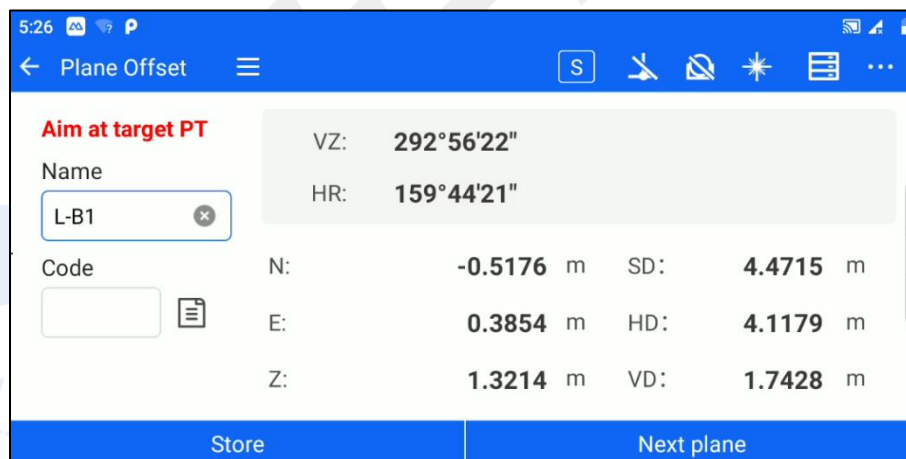 5:26
Plane Offset
S
Aim at target PT
VZ: 292°56'22"
Name
HR: 159°44'21"
L-B1
Code
N: -0.5176 m SD: 4.4715 m
E: 0.3854 m HD: 4.1179 m
Z: 1.3214 m VD: 1.7428 m
Store Next plane